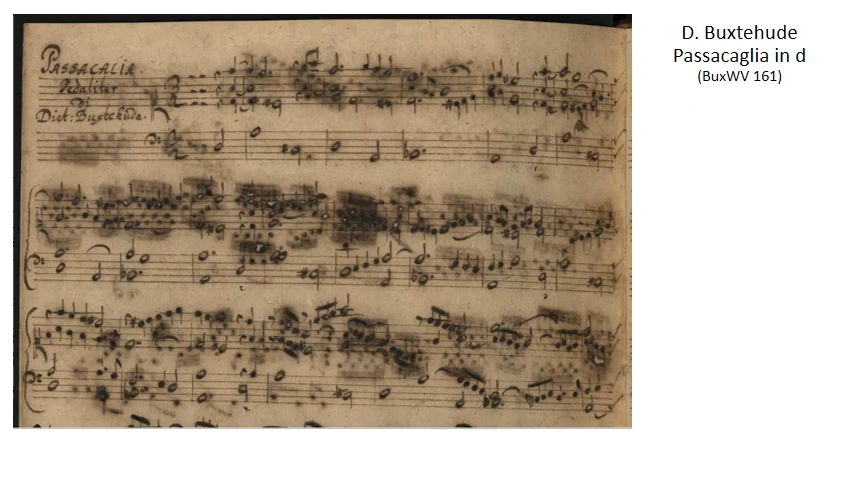 PASSACALIA.
Pedaliter
di
Diet: Buxtehude.
D. Buxtehude
Passacaglia in d
(BuxWV 161)